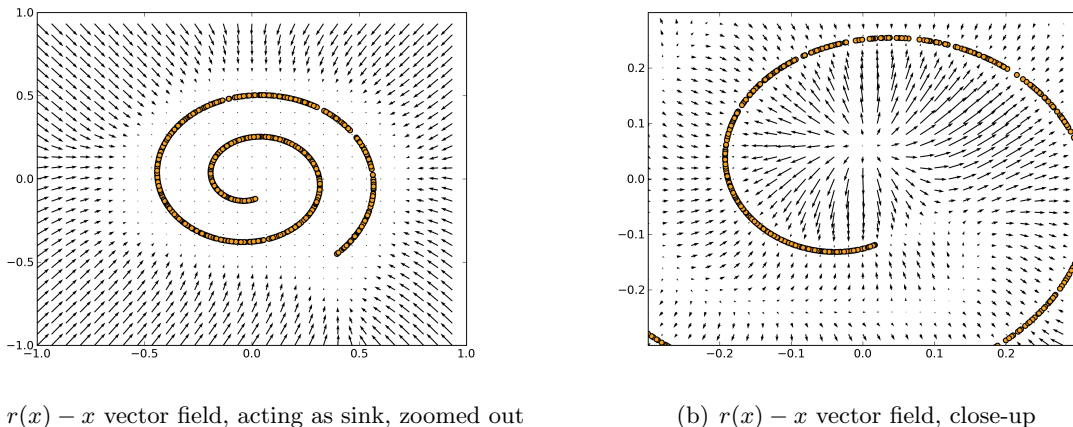 1.0
0.5
0.0
−0.5
−1.0
−1.0 −0.5 0.0 0.5 1.0
0.2
0.1
0.0
−0.1
−0.2
−0.2 −0.1 0.0 0.1 0.2
r(x) − x vector field, acting as sink, zoomed out
(b) r(x) − x vector field, close-up